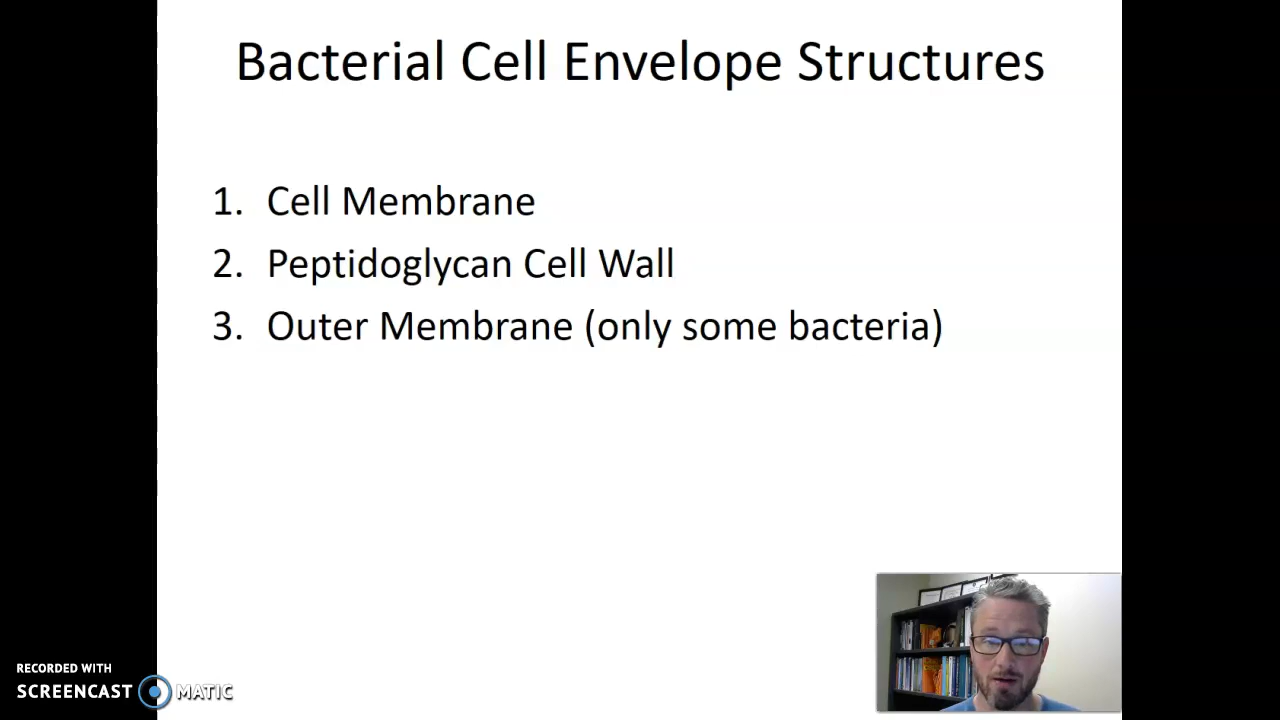 Bacterial Cell Envelope Structures
1. Cell Membrane
2. Peptidoglycan Cell Wall
3. Outer Membrane (only some bacteria)
RECORDED WITH
SCREENCAST MATIC